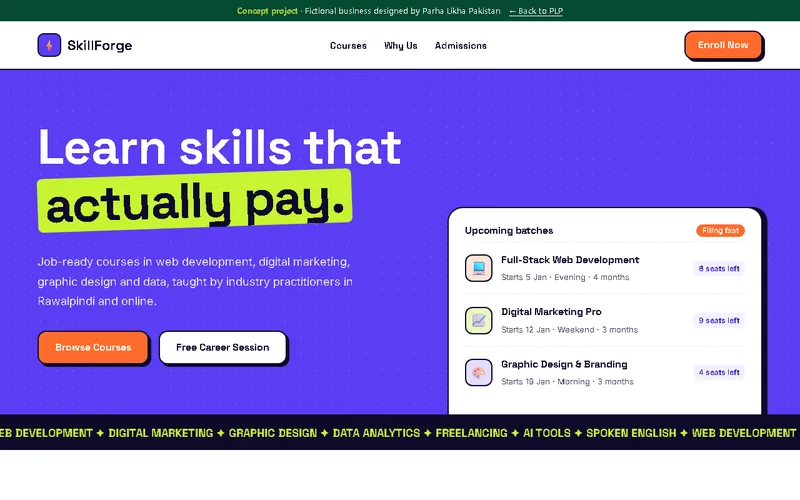 Concept project · Fictional business designed by Parha Likha Pakistan ← Back to PLP
SkillForge
Courses Why Us Admissions
Enroll Now
Learn skills that
actually pay.
Job-ready courses in web development, digital marketing,
graphic design and data, taught by industry practitioners in
Rawalpindi and online.
Browse Courses
Free Career Session
Upcoming batches
Filling fast
Full-Stack Web Development
Starts 5 Jan · Evening · 4 months
8 seats left
Digital Marketing Pro
Starts 12 Jan · Weekend · 3 months
9 seats left
Graphic Design & Branding
Starts 19 Jan · Morning · 3 months
4 seats left
EB DEVELOPMENT ✦ DIGITAL MARKETING ✦ GRAPHIC DESIGN ✦ DATA ANALYTICS ✦ FREELANCING ✦ AI TOOLS ✦ SPOKEN ENGLISH ✦ WEB DEVELOPMENT